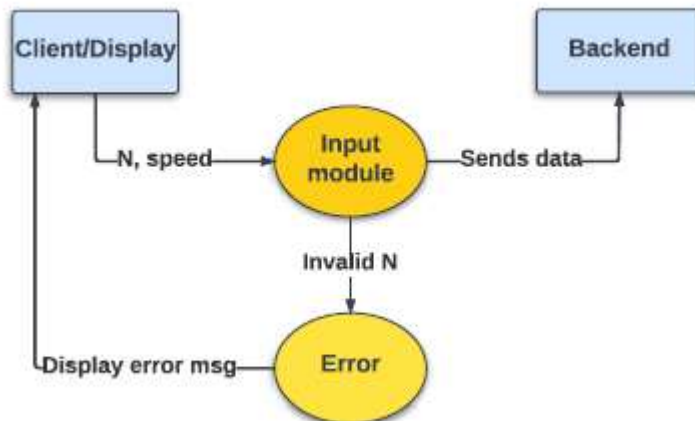 Client/Display
Backend
Input
module
N, speed
Sends data
Invalid N
Display error msg
Error